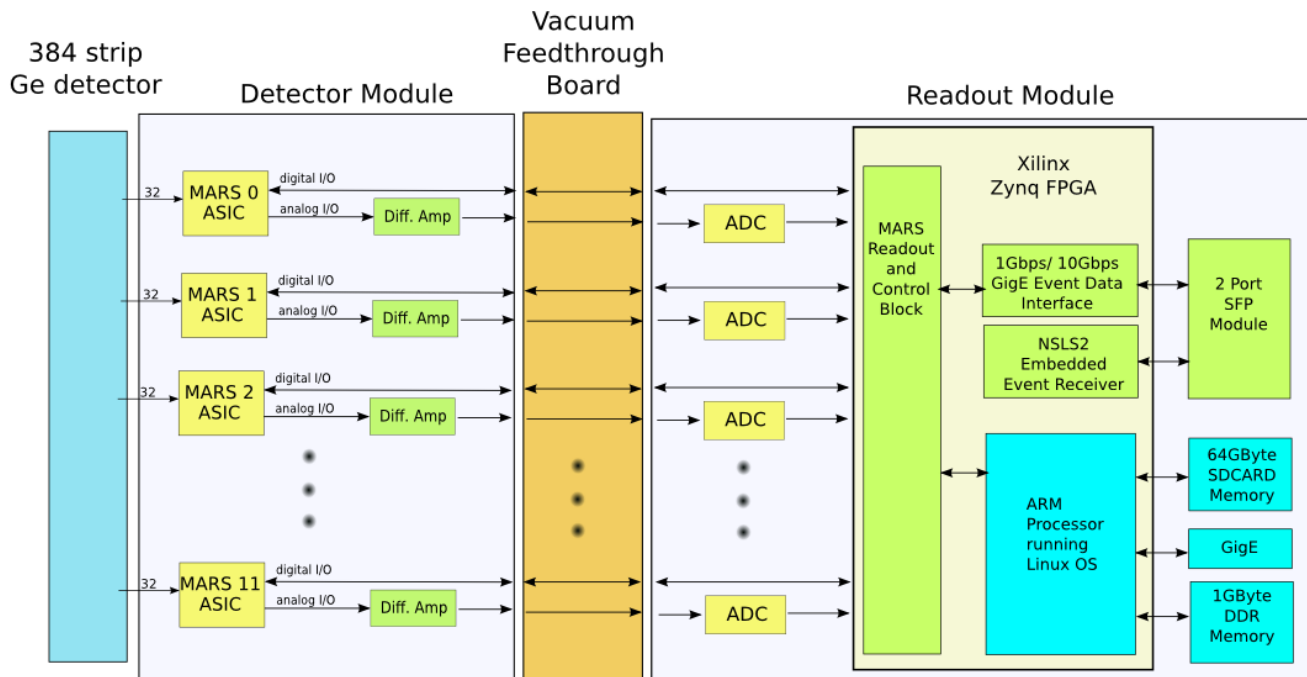 384 strip
Ge detector
Detector Module
Vacuum
Feedthrough
Board
Readout Module
32
MARS 0
ASIC
digital I/O
analog I/O
Diff. Amp
ADC
32
MARS 1
ASIC
digital I/O
analog I/O
Diff. Amp
ADC
32
MARS 2
ASIC
digital I/O
analog I/O
Diff. Amp
ADC
32
MARS 11
ASIC
digital I/O
analog I/O
Diff. Amp
ADC
MARS
Readout
and
Control
Block
Xilinx
Zynq FPGA
1Gbps/ 10Gbps
GigE Event Data
Interface
NSLS2
Embedded
Event Receiver
ARM
Processor
running
Linux OS
2 Port
SFP
Module
64GByte
SDCARD
Memory
GigE
1GByte
DDR
Memory